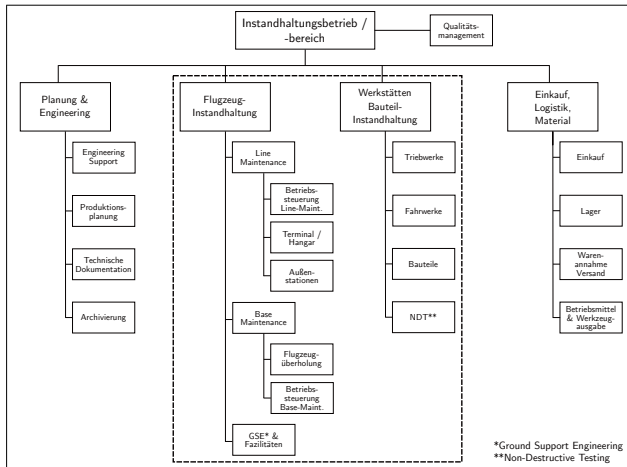 Instandhaltungsbetrieb /
-bereich
Qualitäts-
management
Planung &
Engineering
Engineering
Support
Produktions-
planung
Technische
Dokumentation
Archivierung
Flugzeug-
Instandhaltung
Line
Maintenance
Betriebs-
steuerung
Line-Maint.
Terminal /
Hangar
Außen-
stationen
Base
Maintenance
Flugzeug-
überholung
Betriebs-
steuerung
Base-Maint.
GSE* &
Fazilitäten
Werkstätten
Bauteil-
Instandhaltung
Triebwerke
Fahrwerke
Bauteile
NDT**
Einkauf,
Logistik,
Material
Einkauf
Lager
Waren-
annahme
Versand
Betriebsmittel
& Werkzeug-
ausgabe
*Ground Support Engineering
**Non-Destructive Testing